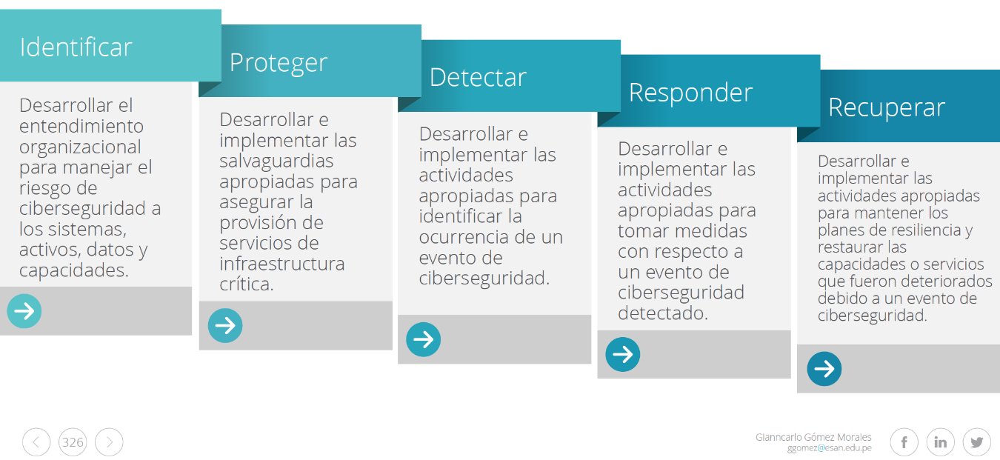 Identificar
Desarrollar el
entendimiento
organizacional
para manejar el
riesgo de
ciberseguridad a
los sistemas,
activos, datos y
capacidades.
Proteger
Desarrollar e
implementar las
salvaguardias
apropiadas para
asegurar la
provisión de
servicios de
infraestructura
crítica.
Detectar
Desarrollar e
implementar las
actividades
apropiadas para
identificar la
ocurrencia de un
evento de
ciberseguridad.
Responder
Desarrollar e
implementar las
actividades
apropiadas para
tomar medidas
con respecto a
un evento de
ciberseguridad
detectado.
Recuperar
Desarrollar e
implementar las
actividades apropiadas
para mantener los
planes de resiliencia y
restaurar las
capacidades o servicios
que fueron deteriorados
debido a un evento de
ciberseguridad.
326
Gianncarlo Gómez Morales
ggomez@esan.edu.pe